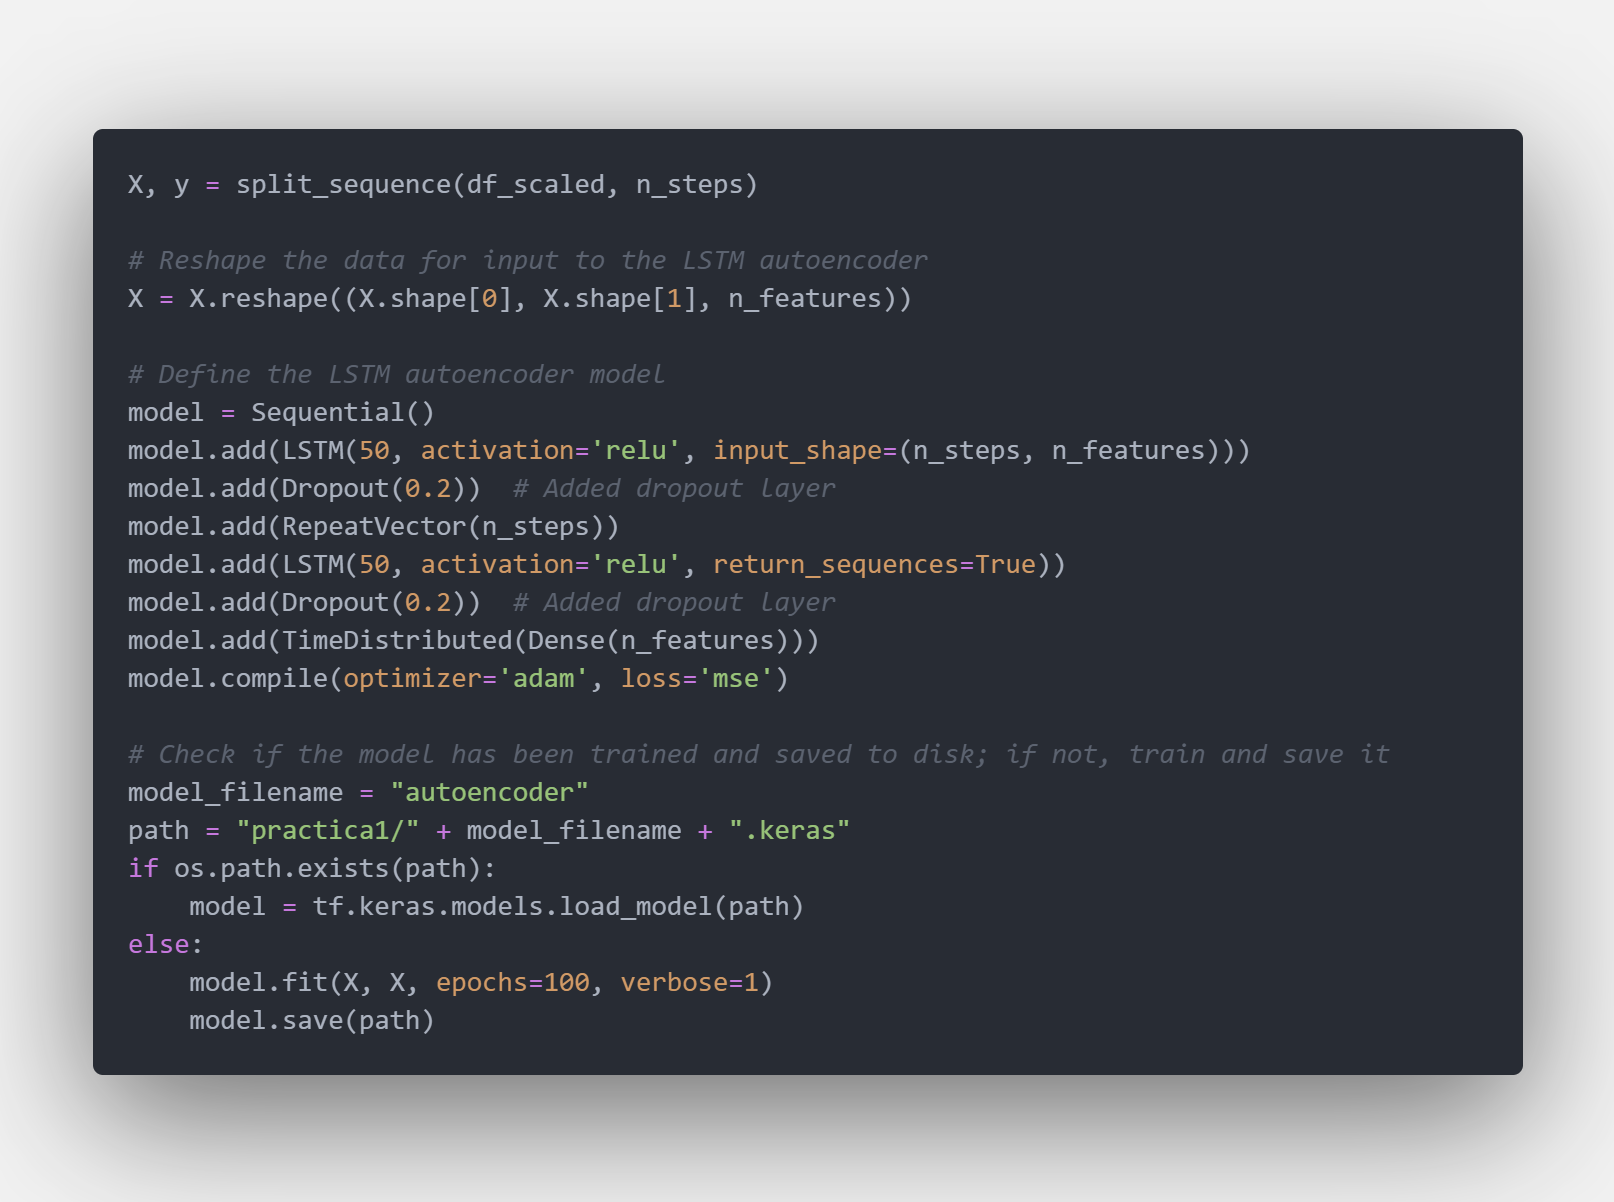 X, y = split_sequence(df_scaled, n_steps)
# Reshape the data for input to the LSTM autoencoder
X = X.reshape((X.shape[0], X.shape[1], n_features))
# Define the LSTM autoencoder model
model = Sequential()
model.add(LSTM(50, activation='relu', input_shape=(n_steps, n_features)))
model.add(Dropout(0.2))  # Added dropout layer
model.add(RepeatVector(n_steps))
model.add(LSTM(50, activation='relu', return_sequences=True))
model.add(Dropout(0.2))  # Added dropout layer
model.add(TimeDistributed(Dense(n_features)))
model.compile(optimizer='adam', loss='mse')
# Check if the model has been trained and saved to disk; if not, train and save it
model_filename = "autoencoder"
path = "practica1/" + model_filename + ".keras"
if os.path.exists(path):
    model = tf.keras.models.load_model(path)
else:
    model.fit(X, X, epochs=100, verbose=1)
    model.save(path)